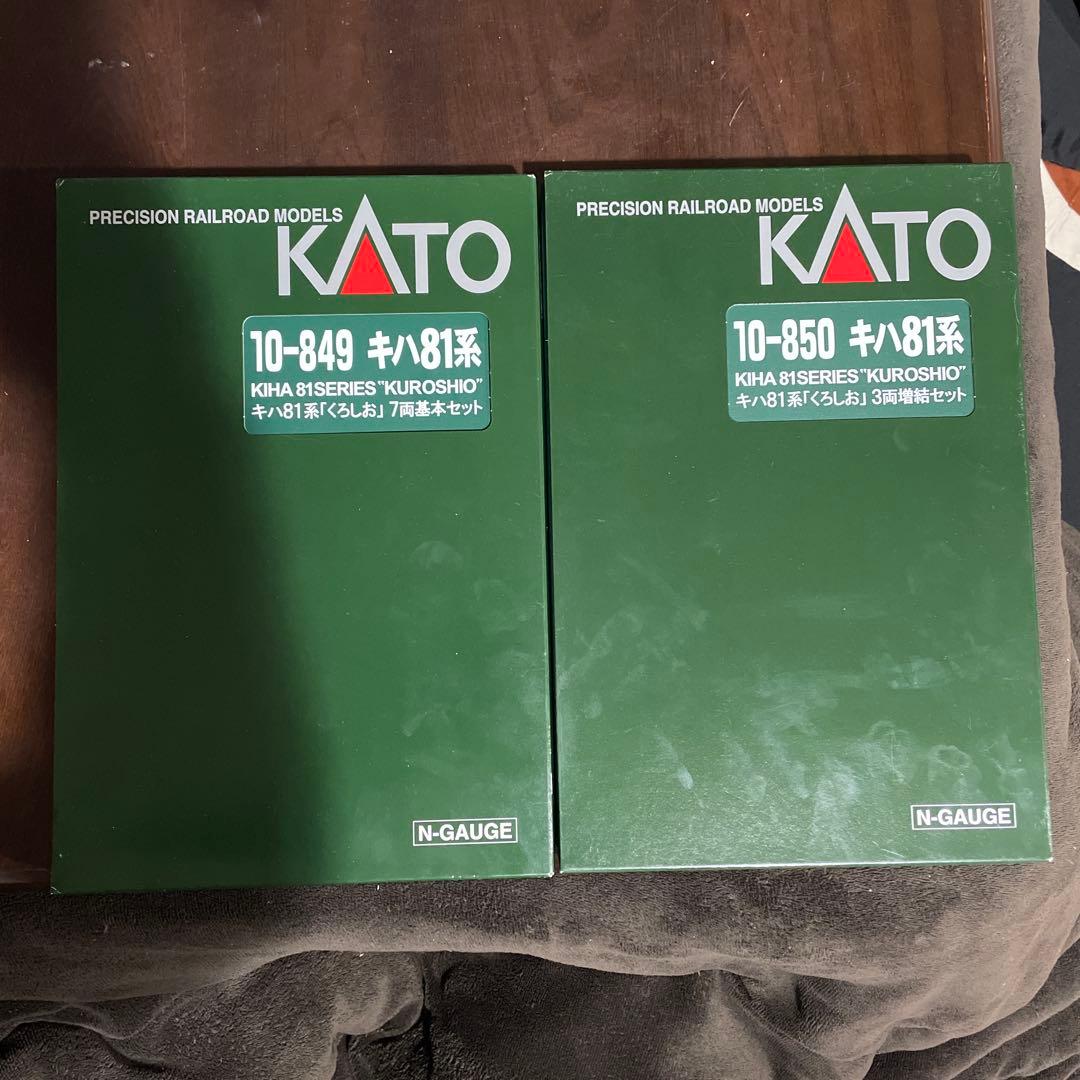 PRECISION RAILROAD MODELS
KATO
10-849 キハ81系
KIHA 81SERIES "KUROSHIO"
キハ81系「くろしお」7両基本セット
N-GAUGE
PRECISION RAILROAD MODELS
KATO
10-850 キハ81系
KIHA 81SERIES "KUROSHIO"
キハ81系「くろしお」3両増結セット
N-GAUGE